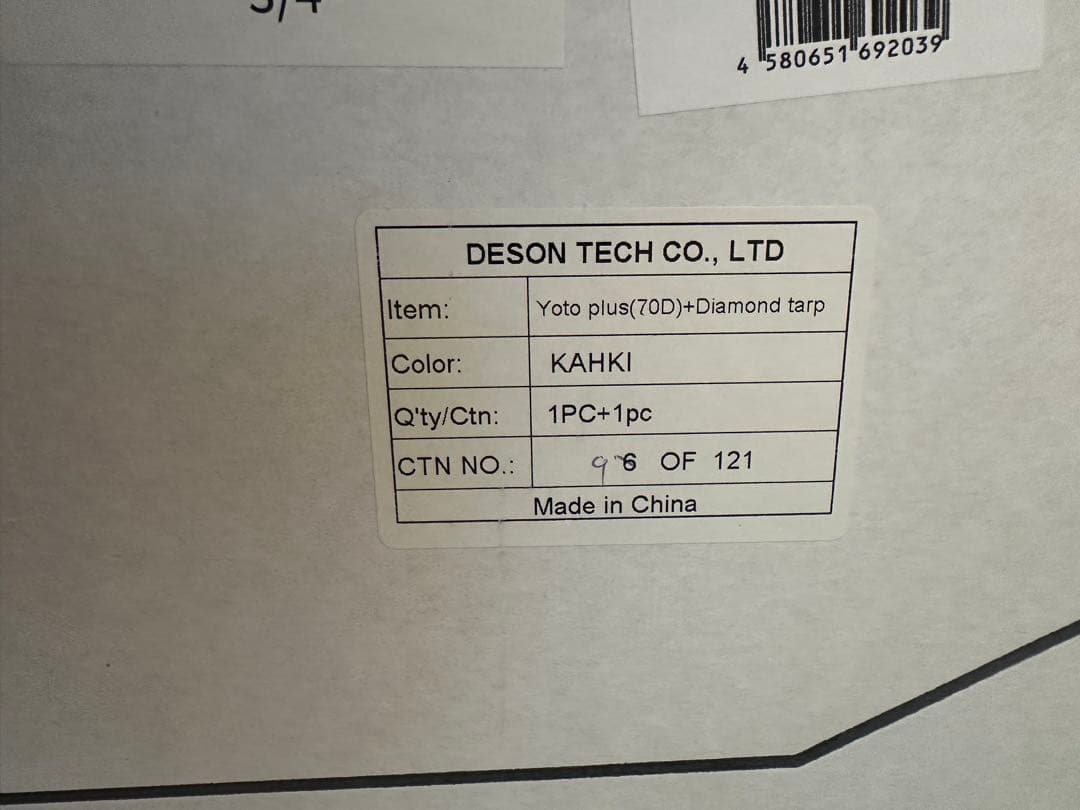 4 580651 692039
DESON TECH CO., LTD
Item: Yoto plus(70D)+Diamond tarp
Color: KAHKI
Q'ty/Ctn: 1PC+1pc
CTN NO.: 96 OF 121
Made in China